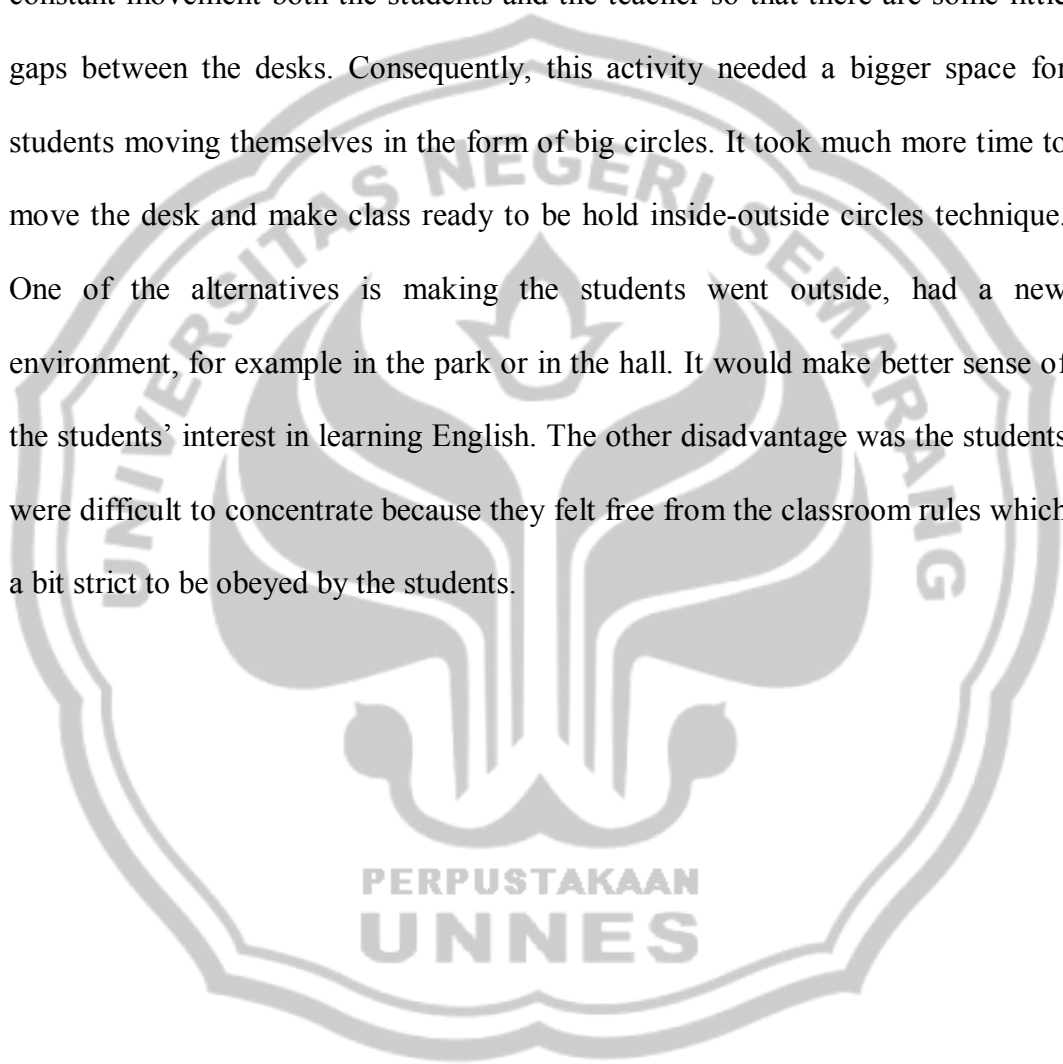 constant movement both the students and the teacher so that there are some little
gaps between the desks. Consequently, this activity needed a bigger space for
students moving themselves in the form of big circles. It took much more time to
move the desk and make class ready to be hold inside-outside circles technique.
One of the alternatives is making the students went outside, had a new
environment, for example in the park or in the hall. It would make better sense of
the students’ interest in learning English. The other disadvantage was the students
were difficult to concentrate because they felt free from the classroom rules which
a bit strict to be obeyed by the students.
UNIVERSITAS NEGERI SEMARANG
PERPUSTAKAAN
UNNES